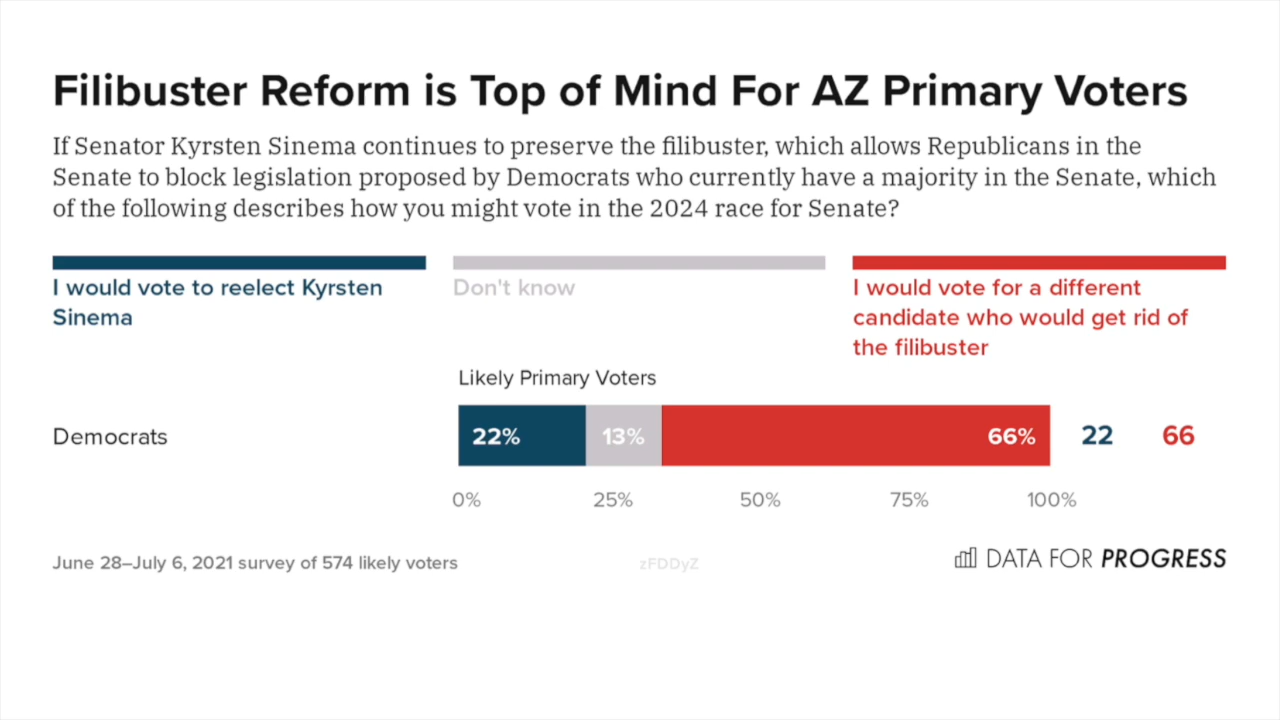 Filibuster Reform is Top of Mind For AZ Primary Voters
If Senator Kyrsten Sinema continues to preserve the filibuster, which allows Republicans in the
Senate to block legislation proposed by Democrats who currently have a majority in the Senate, which
of the following describes how you might vote in the 2024 race for Senate?
I would vote to reelect Kyrsten
Sinema
Don't know
I would vote for a different
candidate who would get rid of
the filibuster
Likely Primary Voters
Democrats 22% 13% 66% 22 66
0% 25% 50% 75% 100%
June 28–July 6, 2021 survey of 574 likely voters zFDDyZ DATA FOR PROGRESS